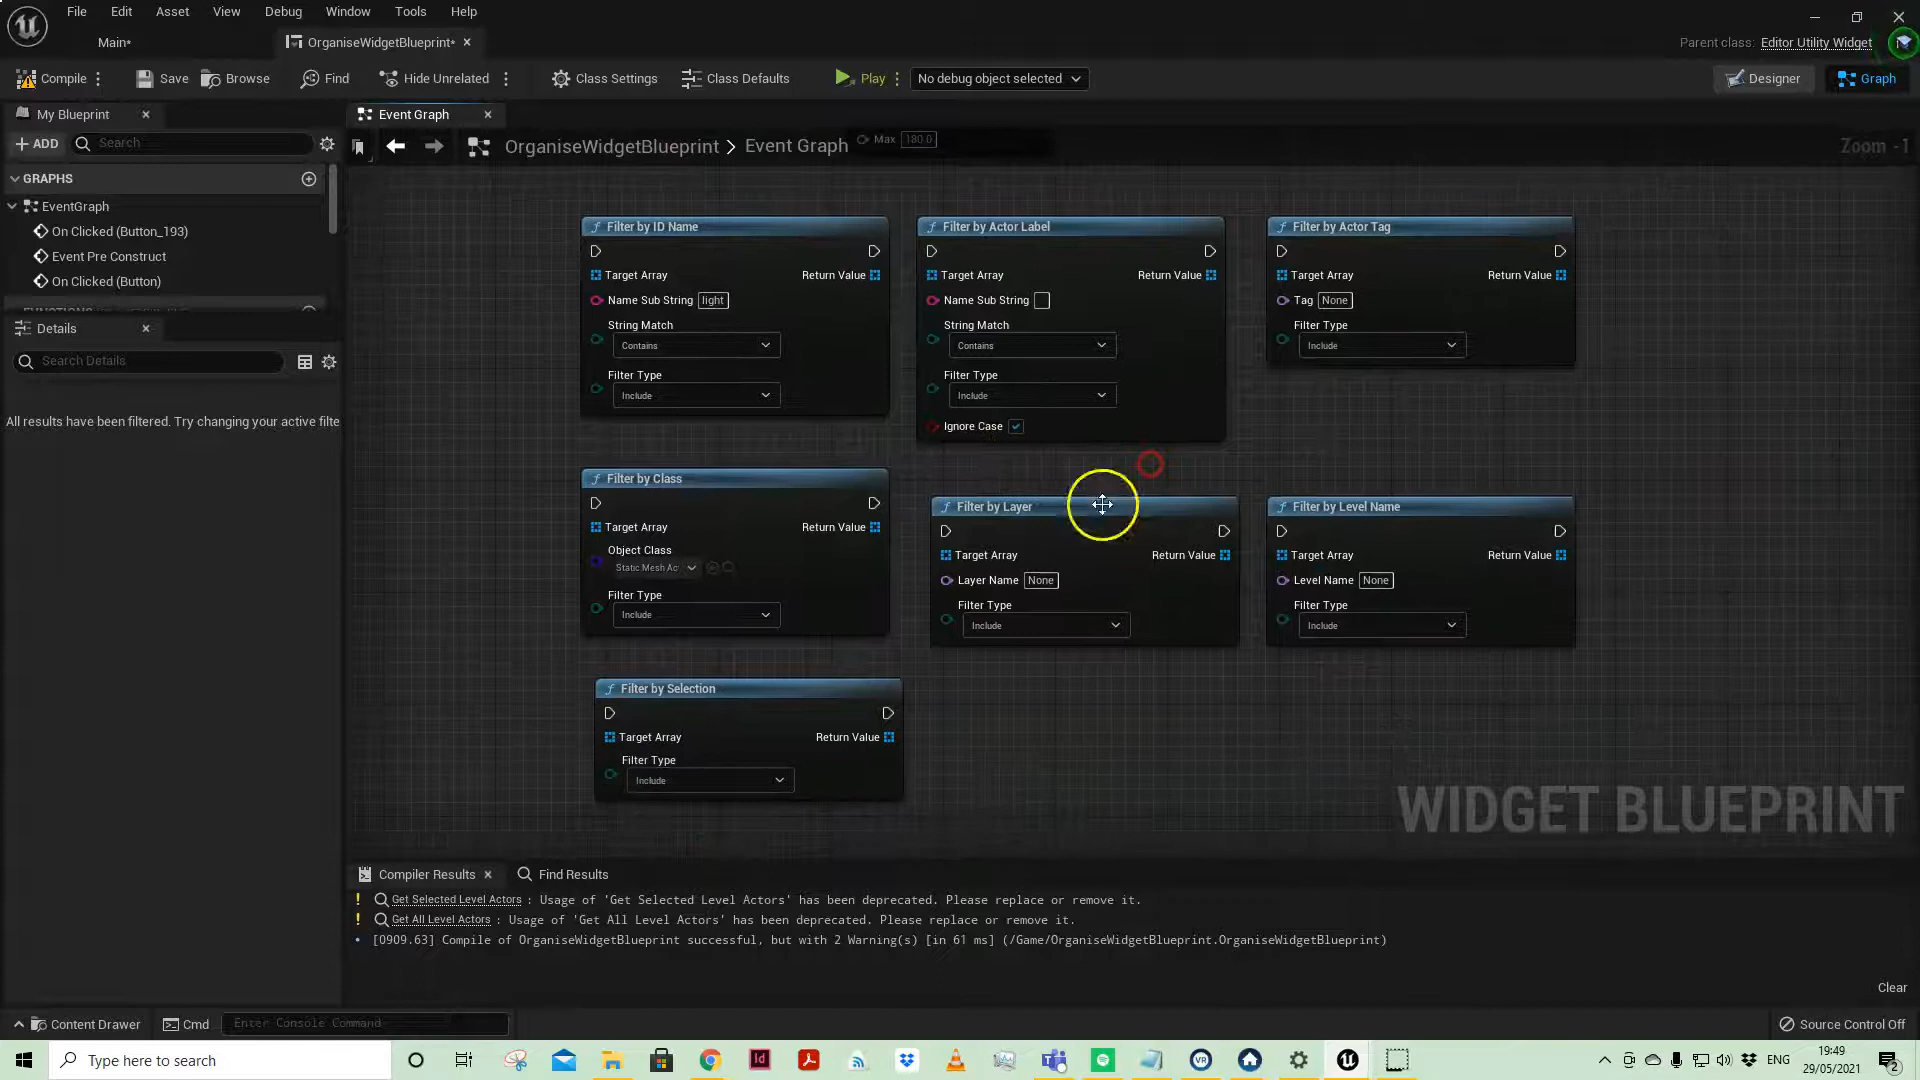 File Edit Asset View Debug Window Tools Help
Main*
OrganiseWidgetBlueprint*
Parent class: Editor Utility Widget
Compile
Save
Browse
Find
Hide Unrelated
Class Settings
Class Defaults
Play
No debug object selected
Designer
Graph
My Blueprint
Event Graph
ADD
Search
OrganiseWidgetBlueprint > Event Graph
Max 180.0
Zoom -1
GRAPHS
EventGraph
On Clicked (Button_193)
Event Pre Construct
On Clicked (Button)
FUNCTIONS
Details
Search Details
All results have been filtered. Try changing your active filte
Filter by ID Name
Target Array
Return Value
Name Sub String light
String Match
Contains
Filter Type
Include
Filter by Actor Label
Target Array
Return Value
Name Sub String
String Match
Contains
Filter Type
Include
Ignore Case
Filter by Actor Tag
Target Array
Return Value
Tag None
Filter Type
Include
Filter by Class
Target Array
Return Value
Object Class
Static Mesh Ac
Filter Type
Include
Filter by Layer
Target Array
Return Value
Layer Name None
Filter Type
Include
Filter by Level Name
Target Array
Return Value
Level Name None
Filter Type
Include
Filter by Selection
Target Array
Return Value
Filter Type
Include
WIDGET BLUEPRINT
Compiler Results
Find Results
! Get Selected Level Actors : Usage of 'Get Selected Level Actors' has been deprecated. Please replace or remove it.
! Get All Level Actors : Usage of 'Get All Level Actors' has been deprecated. Please replace or remove it.
• [0909.63] Compile of OrganiseWidgetBlueprint successful, but with 2 Warning(s) [in 61 ms] (/Game/OrganiseWidgetBlueprint.OrganiseWidgetBlueprint)
Clear
Content Drawer
Cmd
Enter Console Command
Source Control Off
Type here to search
Id
ENG
19:49
29/05/2021
2